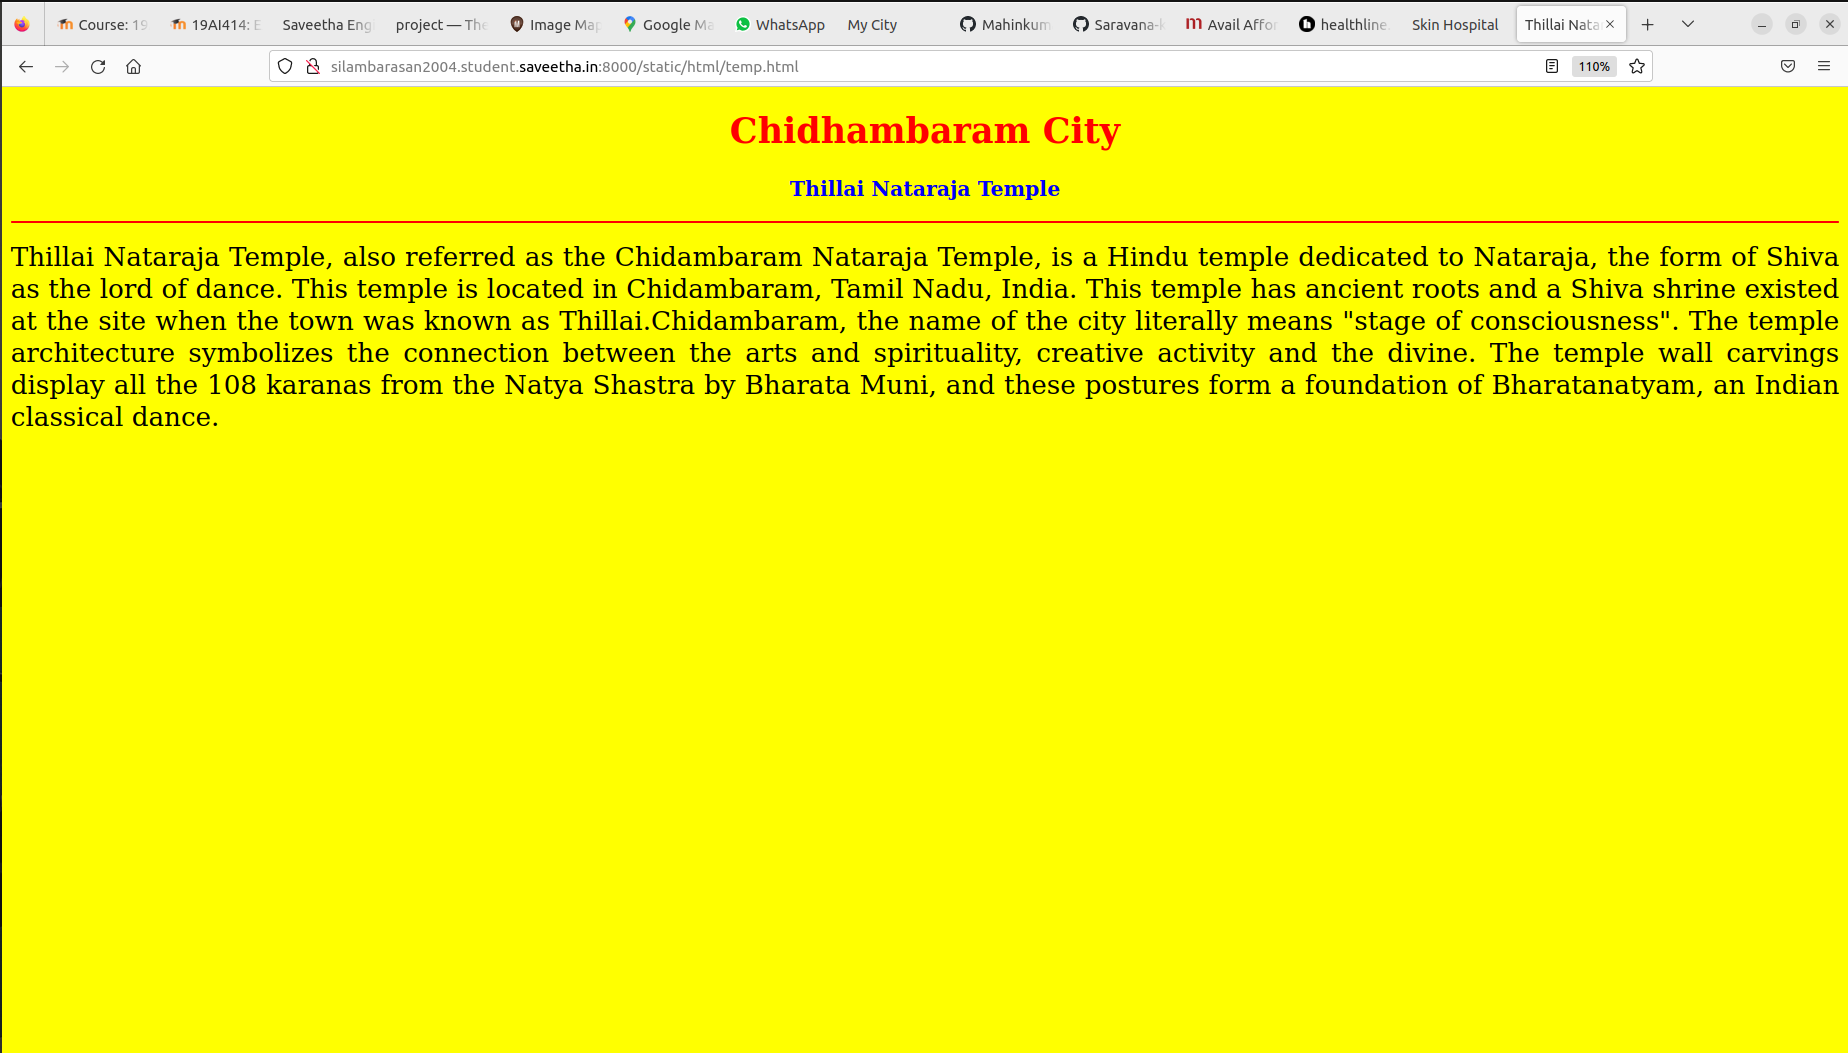 Course: 19
19AI414: E
Saveetha Eng
project — The
Image Map
Google Ma
WhatsApp
My City
Mahinkum
Saravana-k
Avail Affor
healthline
Skin Hospital
Thillai Nata
silambarasan2004.student.saveetha.in:8000/static/html/temp.html
110%
Chidhambaram City
Thillai Nataraja Temple
Thillai Nataraja Temple, also referred as the Chidambaram Nataraja Temple, is a Hindu temple dedicated to Nataraja, the form of Shiva
as the lord of dance. This temple is located in Chidambaram, Tamil Nadu, India. This temple has ancient roots and a Shiva shrine existed
at the site when the town was known as Thillai.Chidambaram, the name of the city literally means "stage of consciousness". The temple
architecture symbolizes the connection between the arts and spirituality, creative activity and the divine. The temple wall carvings
display all the 108 karanas from the Natya Shastra by Bharata Muni, and these postures form a foundation of Bharatanatyam, an Indian
classical dance.